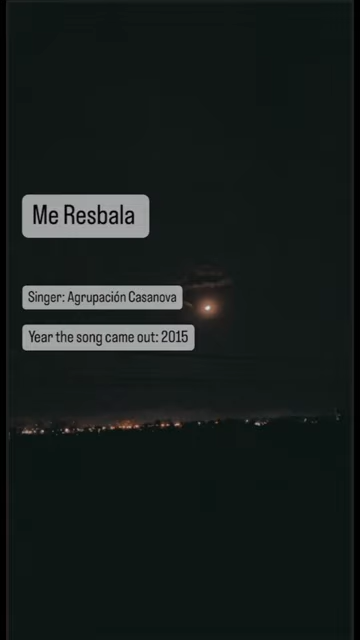 Me Resbala
Singer: Agrupación Casanova
Year the song came out: 2015